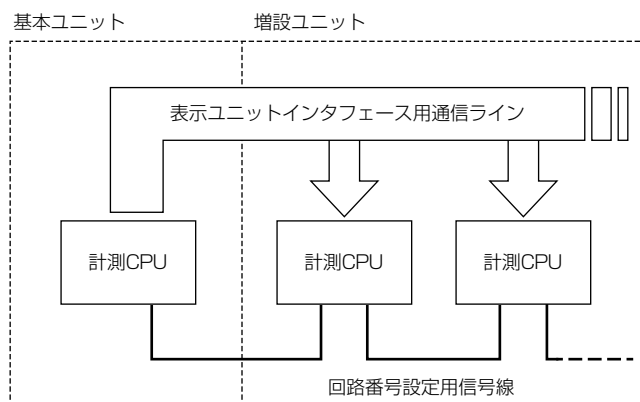 基本ユニット
増設ユニット
表示ユニットインタフェース用通信ライン
計測CPU
計測CPU
計測CPU
回路番号設定用信号線